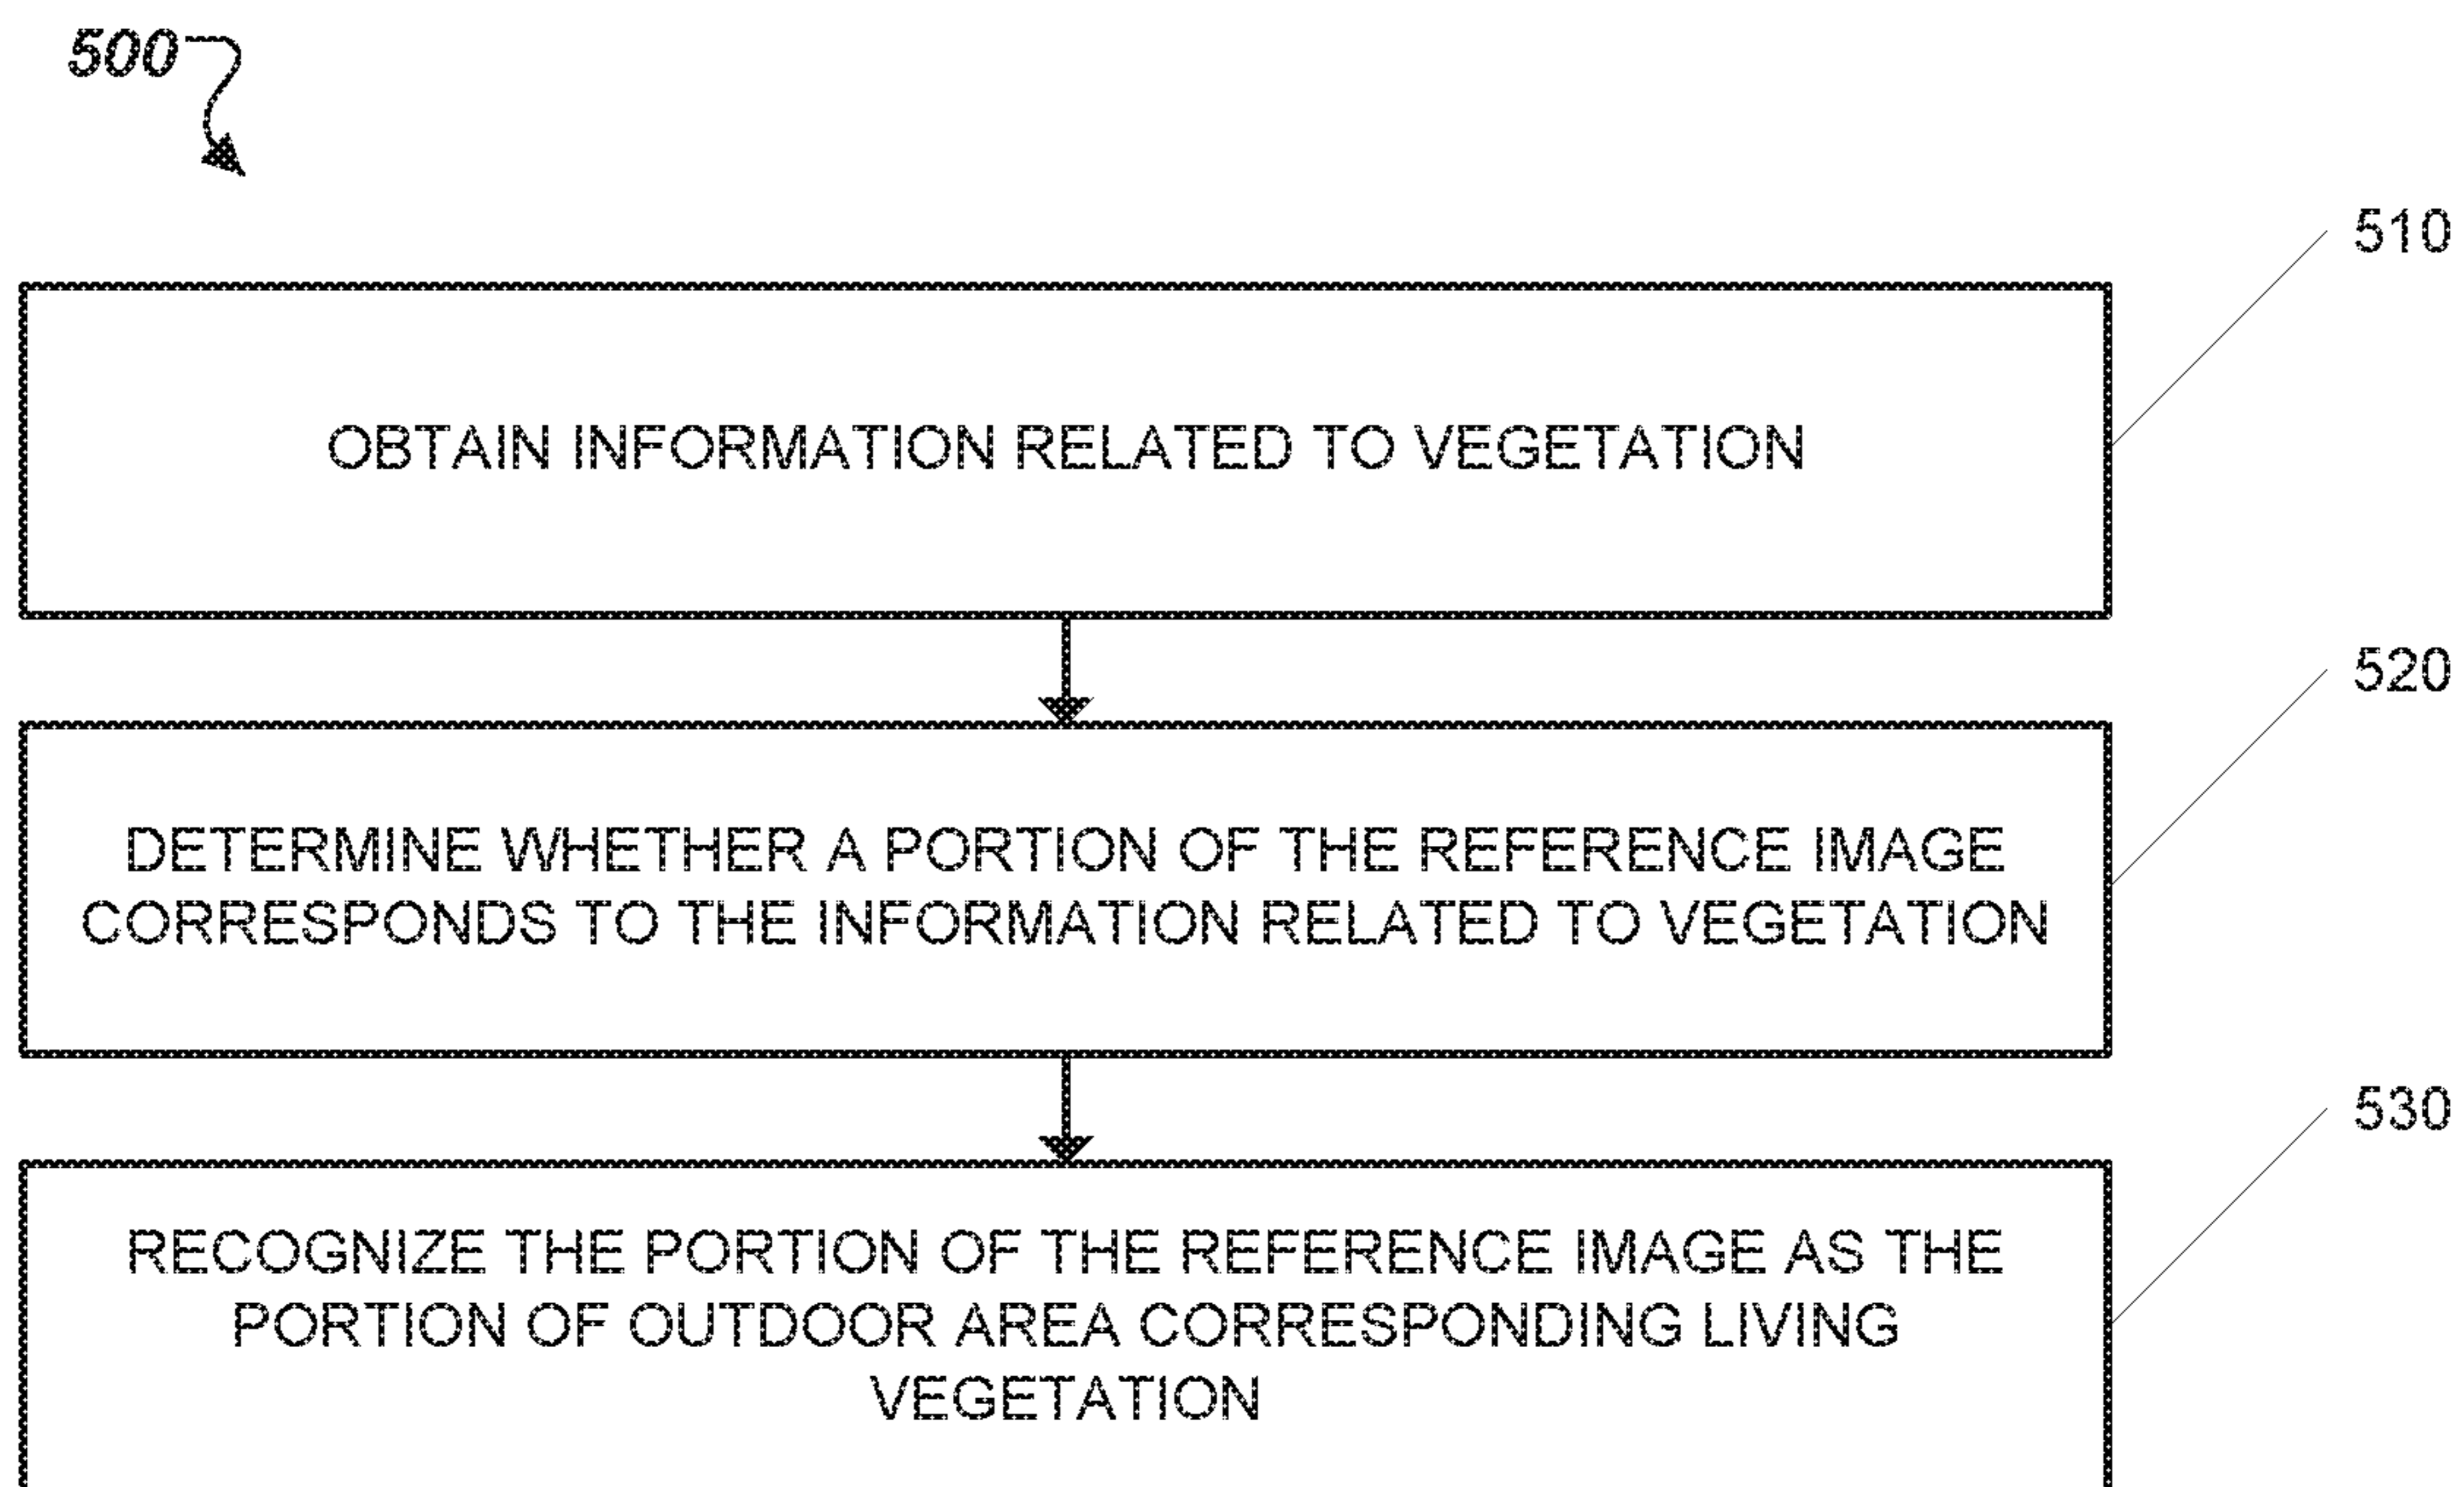 500
510
OBTAIN INFORMATION RELATED TO VEGETATION
520
DETERMINE WHETHER A PORTION OF THE REFERENCE IMAGE
CORRESPONDS TO THE INFORMATION RELATED TO VEGETATION
530
RECOGNIZE THE PORTION OF THE REFERENCE IMAGE AS THE
PORTION OF OUTDOOR AREA CORRESPONDING LIVING
VEGETATION